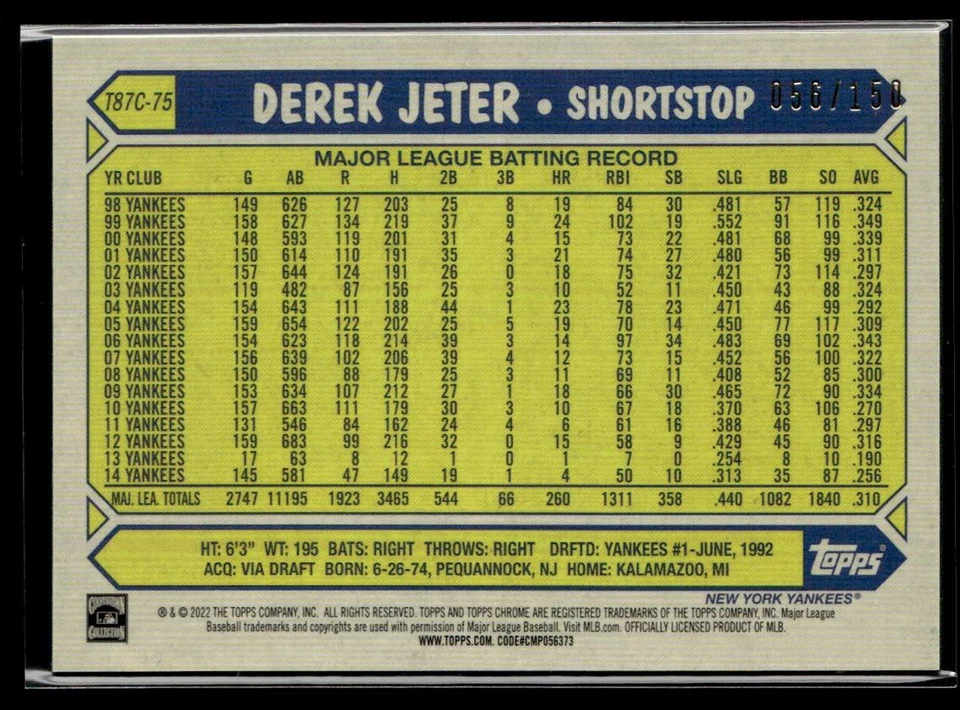 T87C-75 DEREK JETER • SHORTSTOP 056/150
MAJOR LEAGUE BATTING RECORD
YR CLUB G AB R H 2B 3B HR RBI SB SLG BB SO AVG
98 YANKEES 149 626 127 203 25 8 19 84 30 .481 57 119 .324
99 YANKEES 158 627 134 219 37 9 24 102 19 .552 91 116 .349
00 YANKEES 148 593 119 201 31 4 15 73 22 .481 68 99 .339
01 YANKEES 150 614 110 191 35 3 21 74 27 .480 56 99 .311
02 YANKEES 157 644 124 191 26 0 18 75 32 .421 73 114 .297
03 YANKEES 119 482 87 156 25 3 10 52 11 .450 43 88 .324
04 YANKEES 154 643 111 188 44 1 23 78 23 .471 46 99 .292
05 YANKEES 159 654 122 202 25 5 19 70 14 .450 77 117 .309
06 YANKEES 154 623 118 214 39 3 14 97 34 .483 69 102 .343
07 YANKEES 156 639 102 206 39 4 12 73 15 .452 56 100 .322
08 YANKEES 150 596 88 179 25 3 11 69 11 .408 52 85 .300
09 YANKEES 153 634 107 212 27 1 18 66 30 .465 72 90 .334
10 YANKEES 157 663 111 179 30 3 10 67 18 .370 63 106 .270
11 YANKEES 131 546 84 162 24 4 6 61 16 .388 46 81 .297
12 YANKEES 159 683 99 216 32 0 15 58 9 .429 45 90 .316
13 YANKEES 17 63 8 12 1 0 1 7 0 .254 8 10 .190
14 YANKEES 145 581 47 149 19 1 4 50 10 .313 35 87 .256
MAJ. LEA. TOTALS 2747 11195 1923 3465 544 66 260 1311 358 .440 1082 1840 .310
HT: 6'3" WT: 195 BATS: RIGHT THROWS: RIGHT DRFTD: YANKEES #1-JUNE, 1992
ACQ: VIA DRAFT BORN: 6-26-74, PEQUANNOCK, NJ HOME: KALAMAZOO, MI
Topps®
NEW YORK YANKEES®
COOPERSTOWN
COLLECTION
® & © 2022 THE TOPPS COMPANY, INC. ALL RIGHTS RESERVED. TOPPS AND TOPPS CHROME ARE REGISTERED TRADEMARKS OF THE TOPPS COMPANY, INC. Major League
Baseball trademarks and copyrights are used with permission of Major League Baseball. Visit MLB.com. OFFICIALLY LICENSED PRODUCT OF MLB.
WWW.TOPPS.COM. CODE#CMP056373